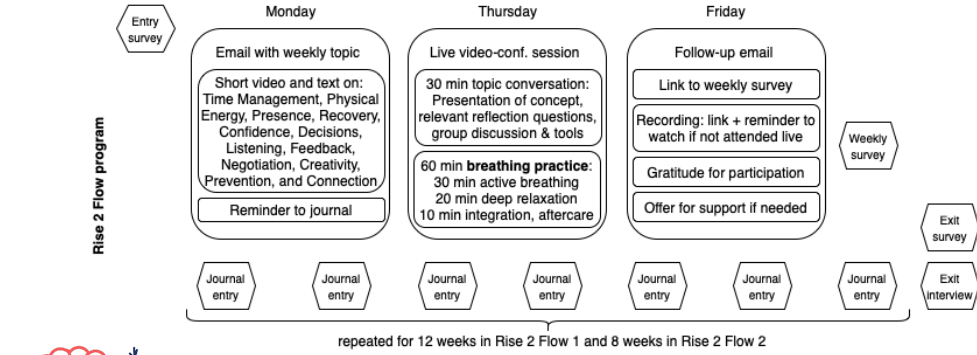 Monday
Thursday
Friday
Entry
survey
Email with weekly topic
Short video and text on:
Time Management, Physical
Energy, Presence, Recovery,
Confidence, Decisions,
Listening, Feedback,
Negotiation, Creativity,
Prevention, and Connection
Reminder to journal
Live video-conf. session
30 min topic conversation:
Presentation of concept,
relevant reflection questions,
group discussion & tools
60 min breathing practice:
30 min active breathing
20 min deep relaxation
10 min integration, aftercare
Follow-up email
Link to weekly survey
Recording: link + reminder to
watch if not attended live
Gratitude for participation
Offer for support if needed
Weekly
survey
Rise 2 Flow program
Exit
survey
Journal
entry
Journal
entry
Journal
entry
Journal
entry
Journal
entry
Journal
entry
Journal
entry
Exit
interview
repeated for 12 weeks in Rise 2 Flow 1 and 8 weeks in Rise 2 Flow 2